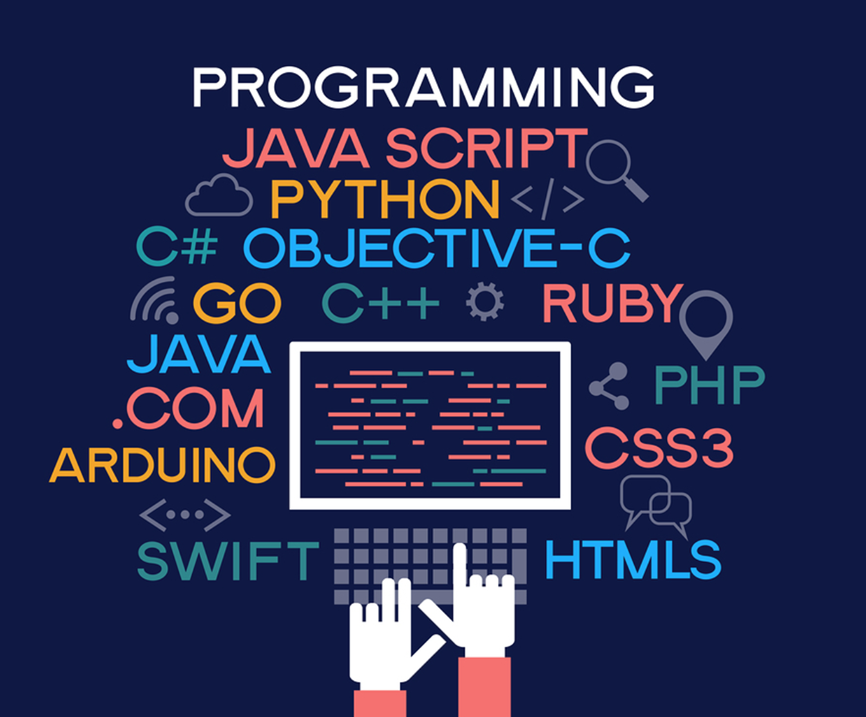 PROGRAMMING
JAVA SCRIPT
PYTHON </>
C# OBJECTIVE-C
GO C++ RUBY
JAVA
PHP
.COM
CSS3
ARDUINO
SWIFT HTMLS